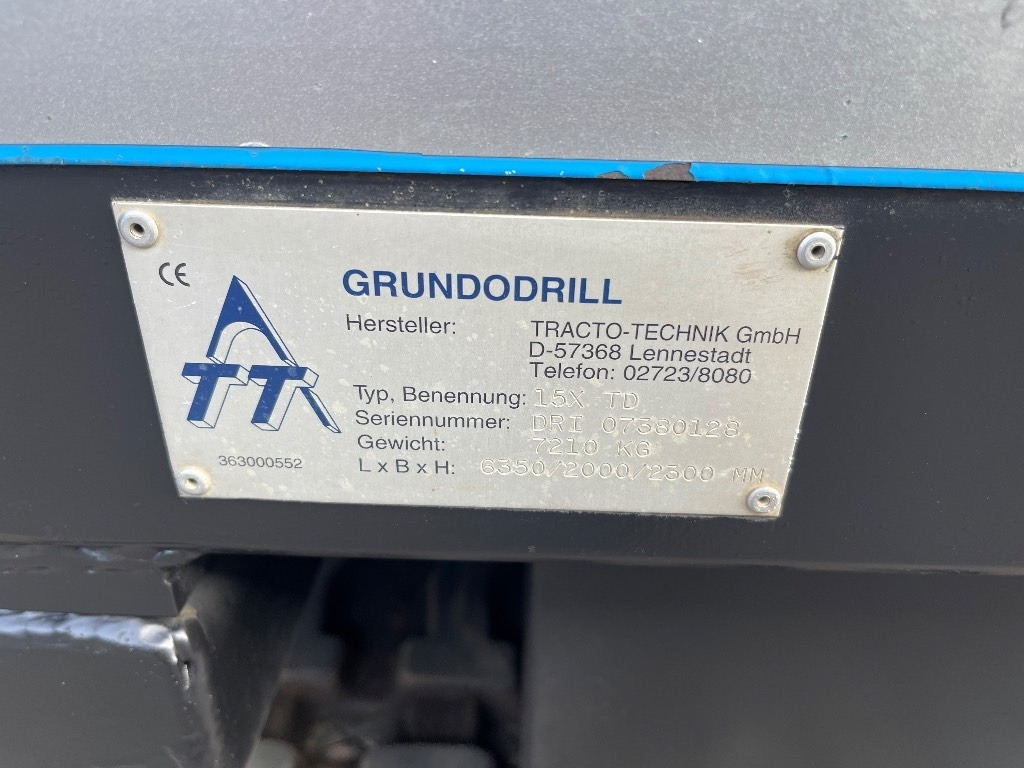 CE
GRUNDODRILL
Hersteller: TRACTO-TECHNIK GmbH
D-57368 Lennestadt
Telefon: 02723/8080
TT
Typ, Benennung: 15X TD
Seriennummer: DRI 07380128
Gewicht: 7210 KG
L x B x H: 6350/2000/2300 MM
363000552